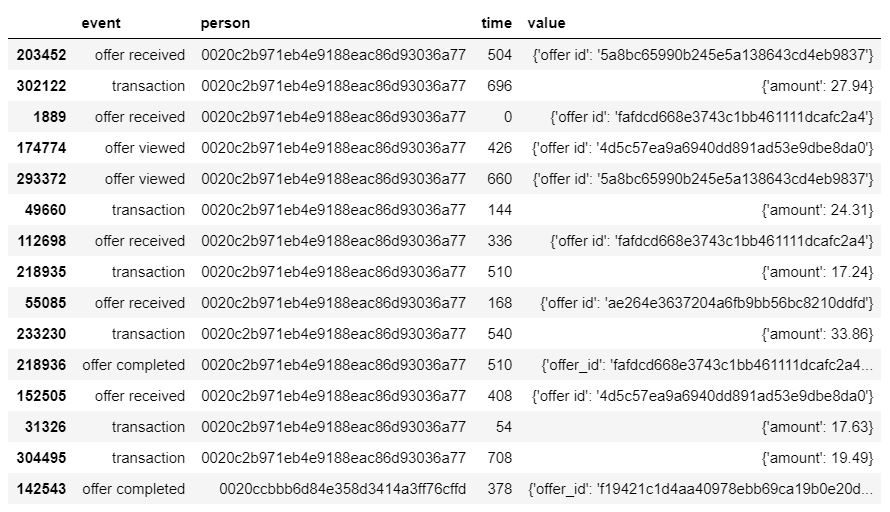 event person time value
203452 offer received 0020c2b971eb4e9188eac86d93036a77 504 {'offer id': '5a8bc65990b245e5a138643cd4eb9837'}
302122 transaction 0020c2b971eb4e9188eac86d93036a77 696 {'amount': 27.94}
1889 offer received 0020c2b971eb4e9188eac86d93036a77 0 {'offer id': 'fafdcd668e3743c1bb461111dcafc2a4'}
174774 offer viewed 0020c2b971eb4e9188eac86d93036a77 426 {'offer id': '4d5c57ea9a6940dd891ad53e9dbe8da0'}
293372 offer viewed 0020c2b971eb4e9188eac86d93036a77 660 {'offer id': '5a8bc65990b245e5a138643cd4eb9837'}
49660 transaction 0020c2b971eb4e9188eac86d93036a77 144 {'amount': 24.31}
112698 offer received 0020c2b971eb4e9188eac86d93036a77 336 {'offer id': 'fafdcd668e3743c1bb461111dcafc2a4'}
218935 transaction 0020c2b971eb4e9188eac86d93036a77 510 {'amount': 17.24}
55085 offer received 0020c2b971eb4e9188eac86d93036a77 168 {'offer id': 'ae264e3637204a6fb9bb56bc8210ddfd'}
233230 transaction 0020c2b971eb4e9188eac86d93036a77 540 {'amount': 33.86}
218936 offer completed 0020c2b971eb4e9188eac86d93036a77 510 {'offer_id': 'fafdcd668e3743c1bb461111dcafc2a4...
152505 offer received 0020c2b971eb4e9188eac86d93036a77 408 {'offer id': '4d5c57ea9a6940dd891ad53e9dbe8da0'}
31326 transaction 0020c2b971eb4e9188eac86d93036a77 54 {'amount': 17.63}
304495 transaction 0020c2b971eb4e9188eac86d93036a77 708 {'amount': 19.49}
142543 offer completed 0020ccbbb6d84e358d3414a3ff76cffd 378 {'offer_id': 'f19421c1d4aa40978ebb69ca19b0e20d...